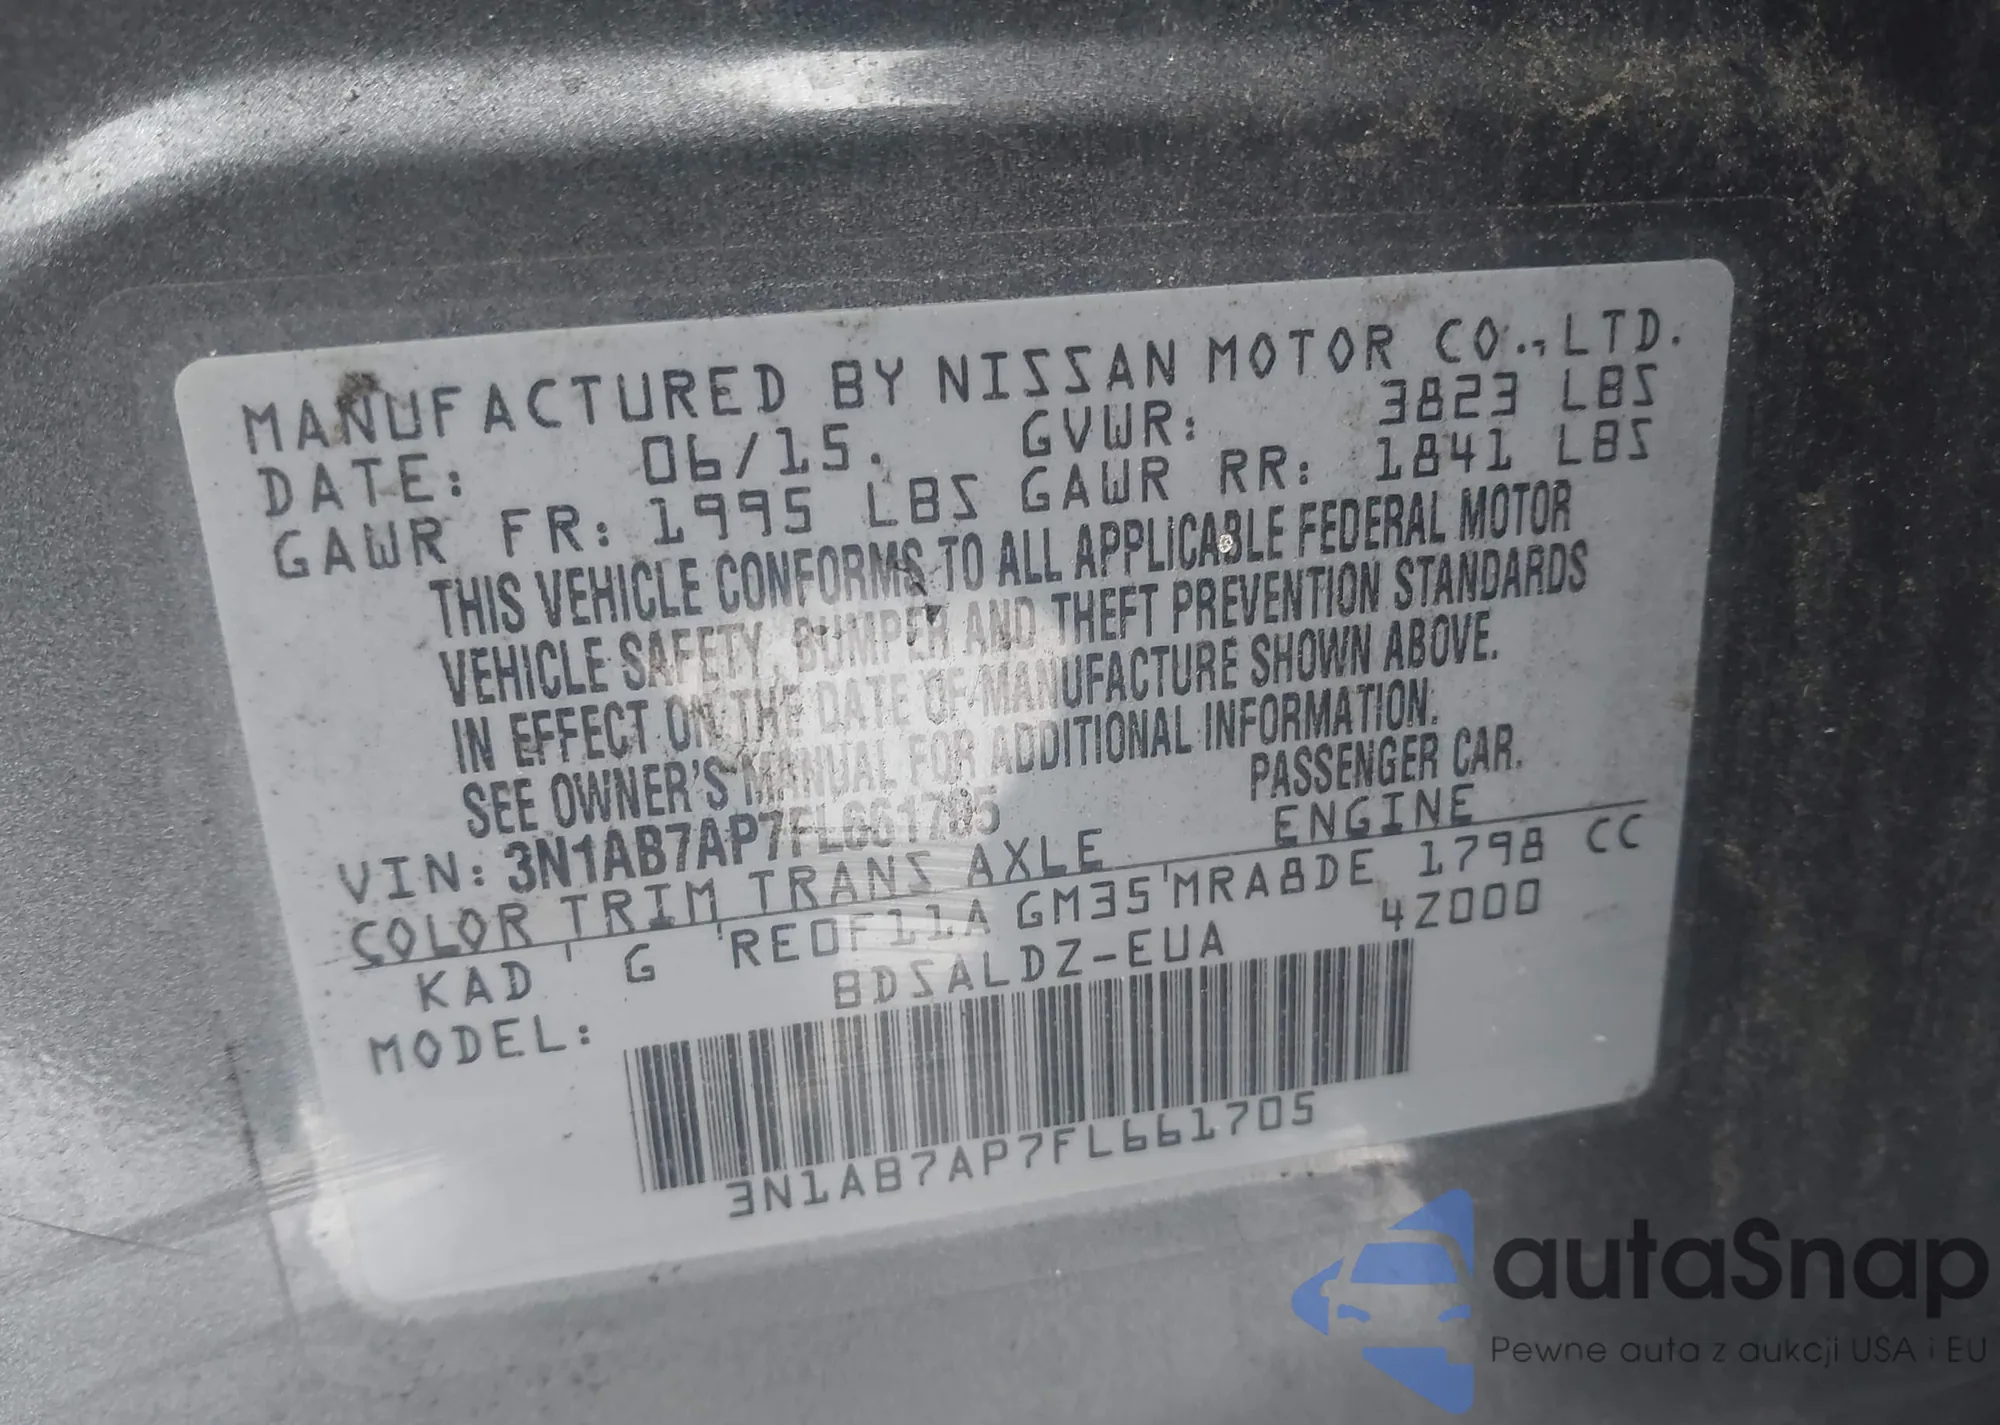 MANUFACTURED BY NISSAN MOTOR CO.,LTD.
DATE: 06/15. GVWR: 3823 LBS
GAWR FR: 1995 LBS GAWR RR: 1841 LBS
THIS VEHICLE CONFORMS TO ALL APPLICABLE FEDERAL MOTOR
VEHICLE SAFETY, BUMPER AND THEFT PREVENTION STANDARDS
IN EFFECT ON THE DATE OF MANUFACTURE SHOWN ABOVE.
SEE OWNER'S MANUAL FOR ADDITIONAL INFORMATION.
PASSENGER CAR.
VIN: 3N1AB7AP7FL661705
COLOR TRIM TRANS AXLE ENGINE
KAD G RE0F11A GM35 MRA8DE 1798 CC
MODEL: BDSALDZ-EUA 4Z000
3N1AB7AP7FL661705
autaSnap
Pewne auta z aukcji USA i EU